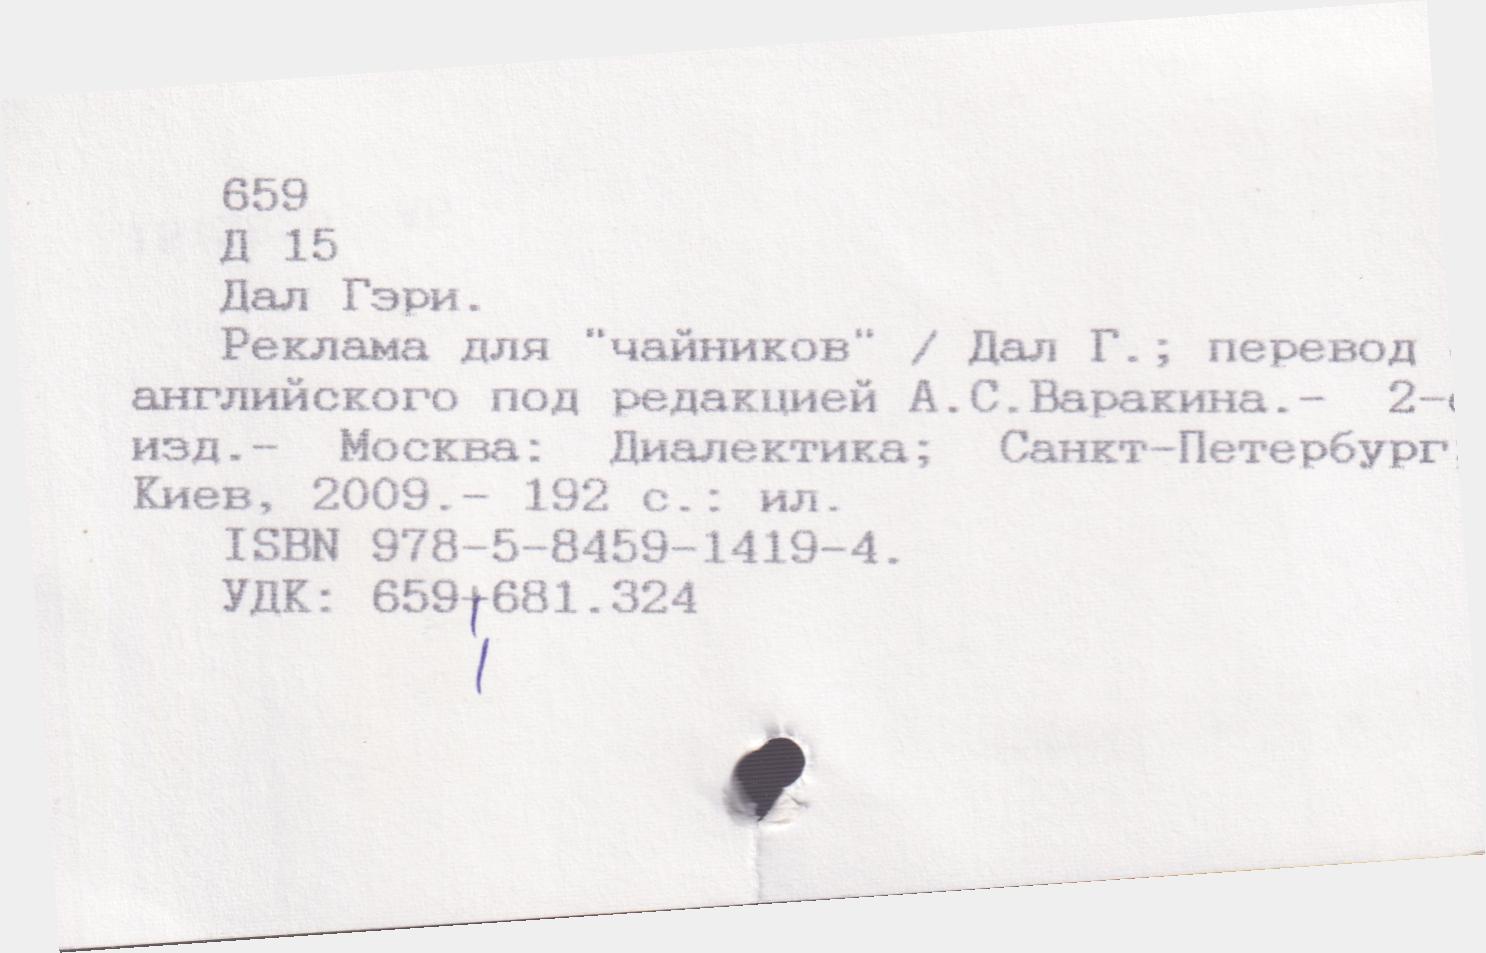 659
Д 15
Дал Гэри.
Реклама для "чайников" / Дал Г.; перевод
английского под редакцией А.С.Варакина.- 2-
изд.- Москва: Диалектика; Санкт-Петербург;
Киев, 2009.- 192 с.: ил.
ISBN 978-5-8459-1419-4.
УДК: 659+681.324